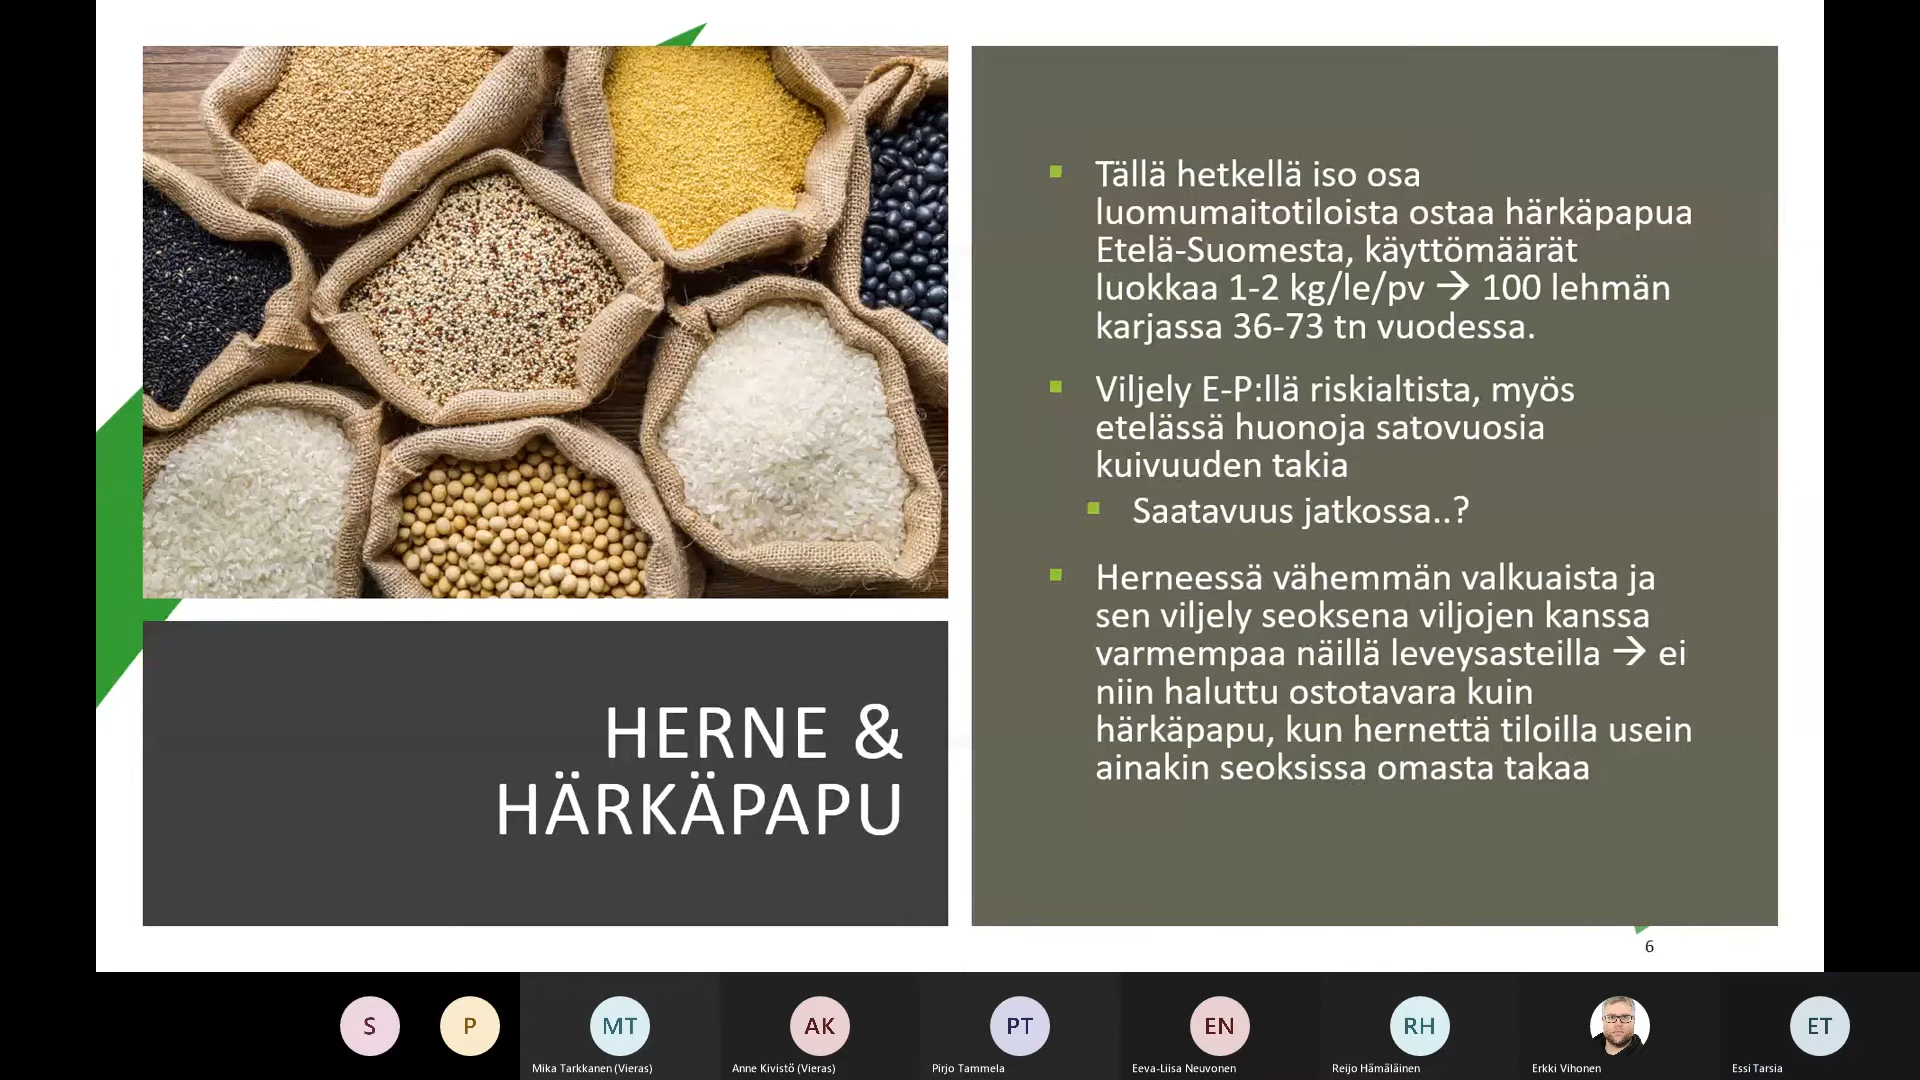 Tällä hetkellä iso osa
luomumaitotiloista ostaa härkäpapua
Etelä-Suomesta, käyttömäärät
luokkaa 1-2 kg/le/pv → 100 lehmän
karjassa 36-73 tn vuodessa.
Viljely E-P:llä riskialtista, myös
etelässä huonoja satovuosia
kuivuuden takia
Saatavuus jatkossa..?
Herneessä vähemmän valkuaista ja
sen viljely seoksena viljojen kanssa
varmempaa näillä leveysasteilla → ei
niin haluttu ostotavara kuin
härkäpapu, kun hernettä tiloilla usein
ainakin seoksissa omasta takaa
HERNE &
HÄRKÄPAPU
6
S
P
MT
AK
PT
EN
RH
ET
Mika Tarkkanen (Vieras)
Anne Kivistö (Vieras)
Pirjo Tammela
Eeva-Liisa Neuvonen
Reijo Hämäläinen
Erkki Vihonen
Essi Tarsia